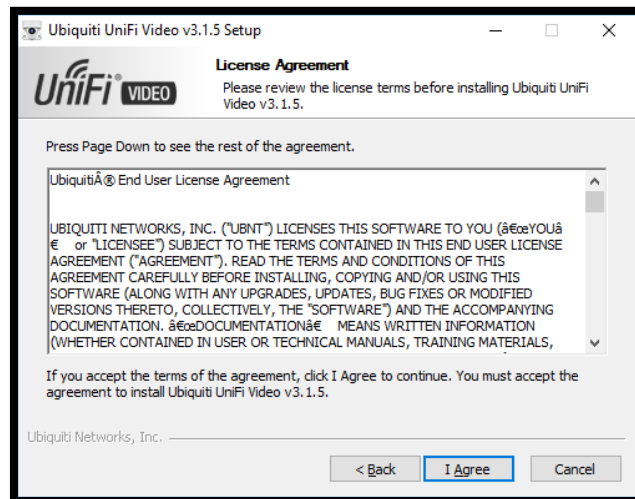 Ubiquiti UniFi Video v3.1.5 Setup
UniFi® VIDEO
License Agreement
Please review the license terms before installing Ubiquiti UniFi
Video v3.1.5.
Press Page Down to see the rest of the agreement.
UbiquitiÂ® End User License Agreement
UBIQUITI NETWORKS, INC. ("UBNT") LICENSES THIS SOFTWARE TO YOU (â€œYOUâ
€ or "LICENSEE") SUBJECT TO THE TERMS CONTAINED IN THIS END USER LICENSE
AGREEMENT ("AGREEMENT"). READ THE TERMS AND CONDITIONS OF THIS
AGREEMENT CAREFULLY BEFORE INSTALLING, COPYING AND/OR USING THIS
SOFTWARE (ALONG WITH ANY UPGRADES, UPDATES, BUG FIXES OR MODIFIED
VERSIONS THERETO, COLLECTIVELY, THE "SOFTWARE") AND THE ACCOMPANYING
DOCUMENTATION. â€œDOCUMENTATIONâ€ MEANS WRITTEN INFORMATION
(WHETHER CONTAINED IN USER OR TECHNICAL MANUALS, TRAINING MATERIALS,
If you accept the terms of the agreement, click I Agree to continue. You must accept the
agreement to install Ubiquiti UniFi Video v3.1.5.
Ubiquiti Networks, Inc.
< Back I Agree Cancel